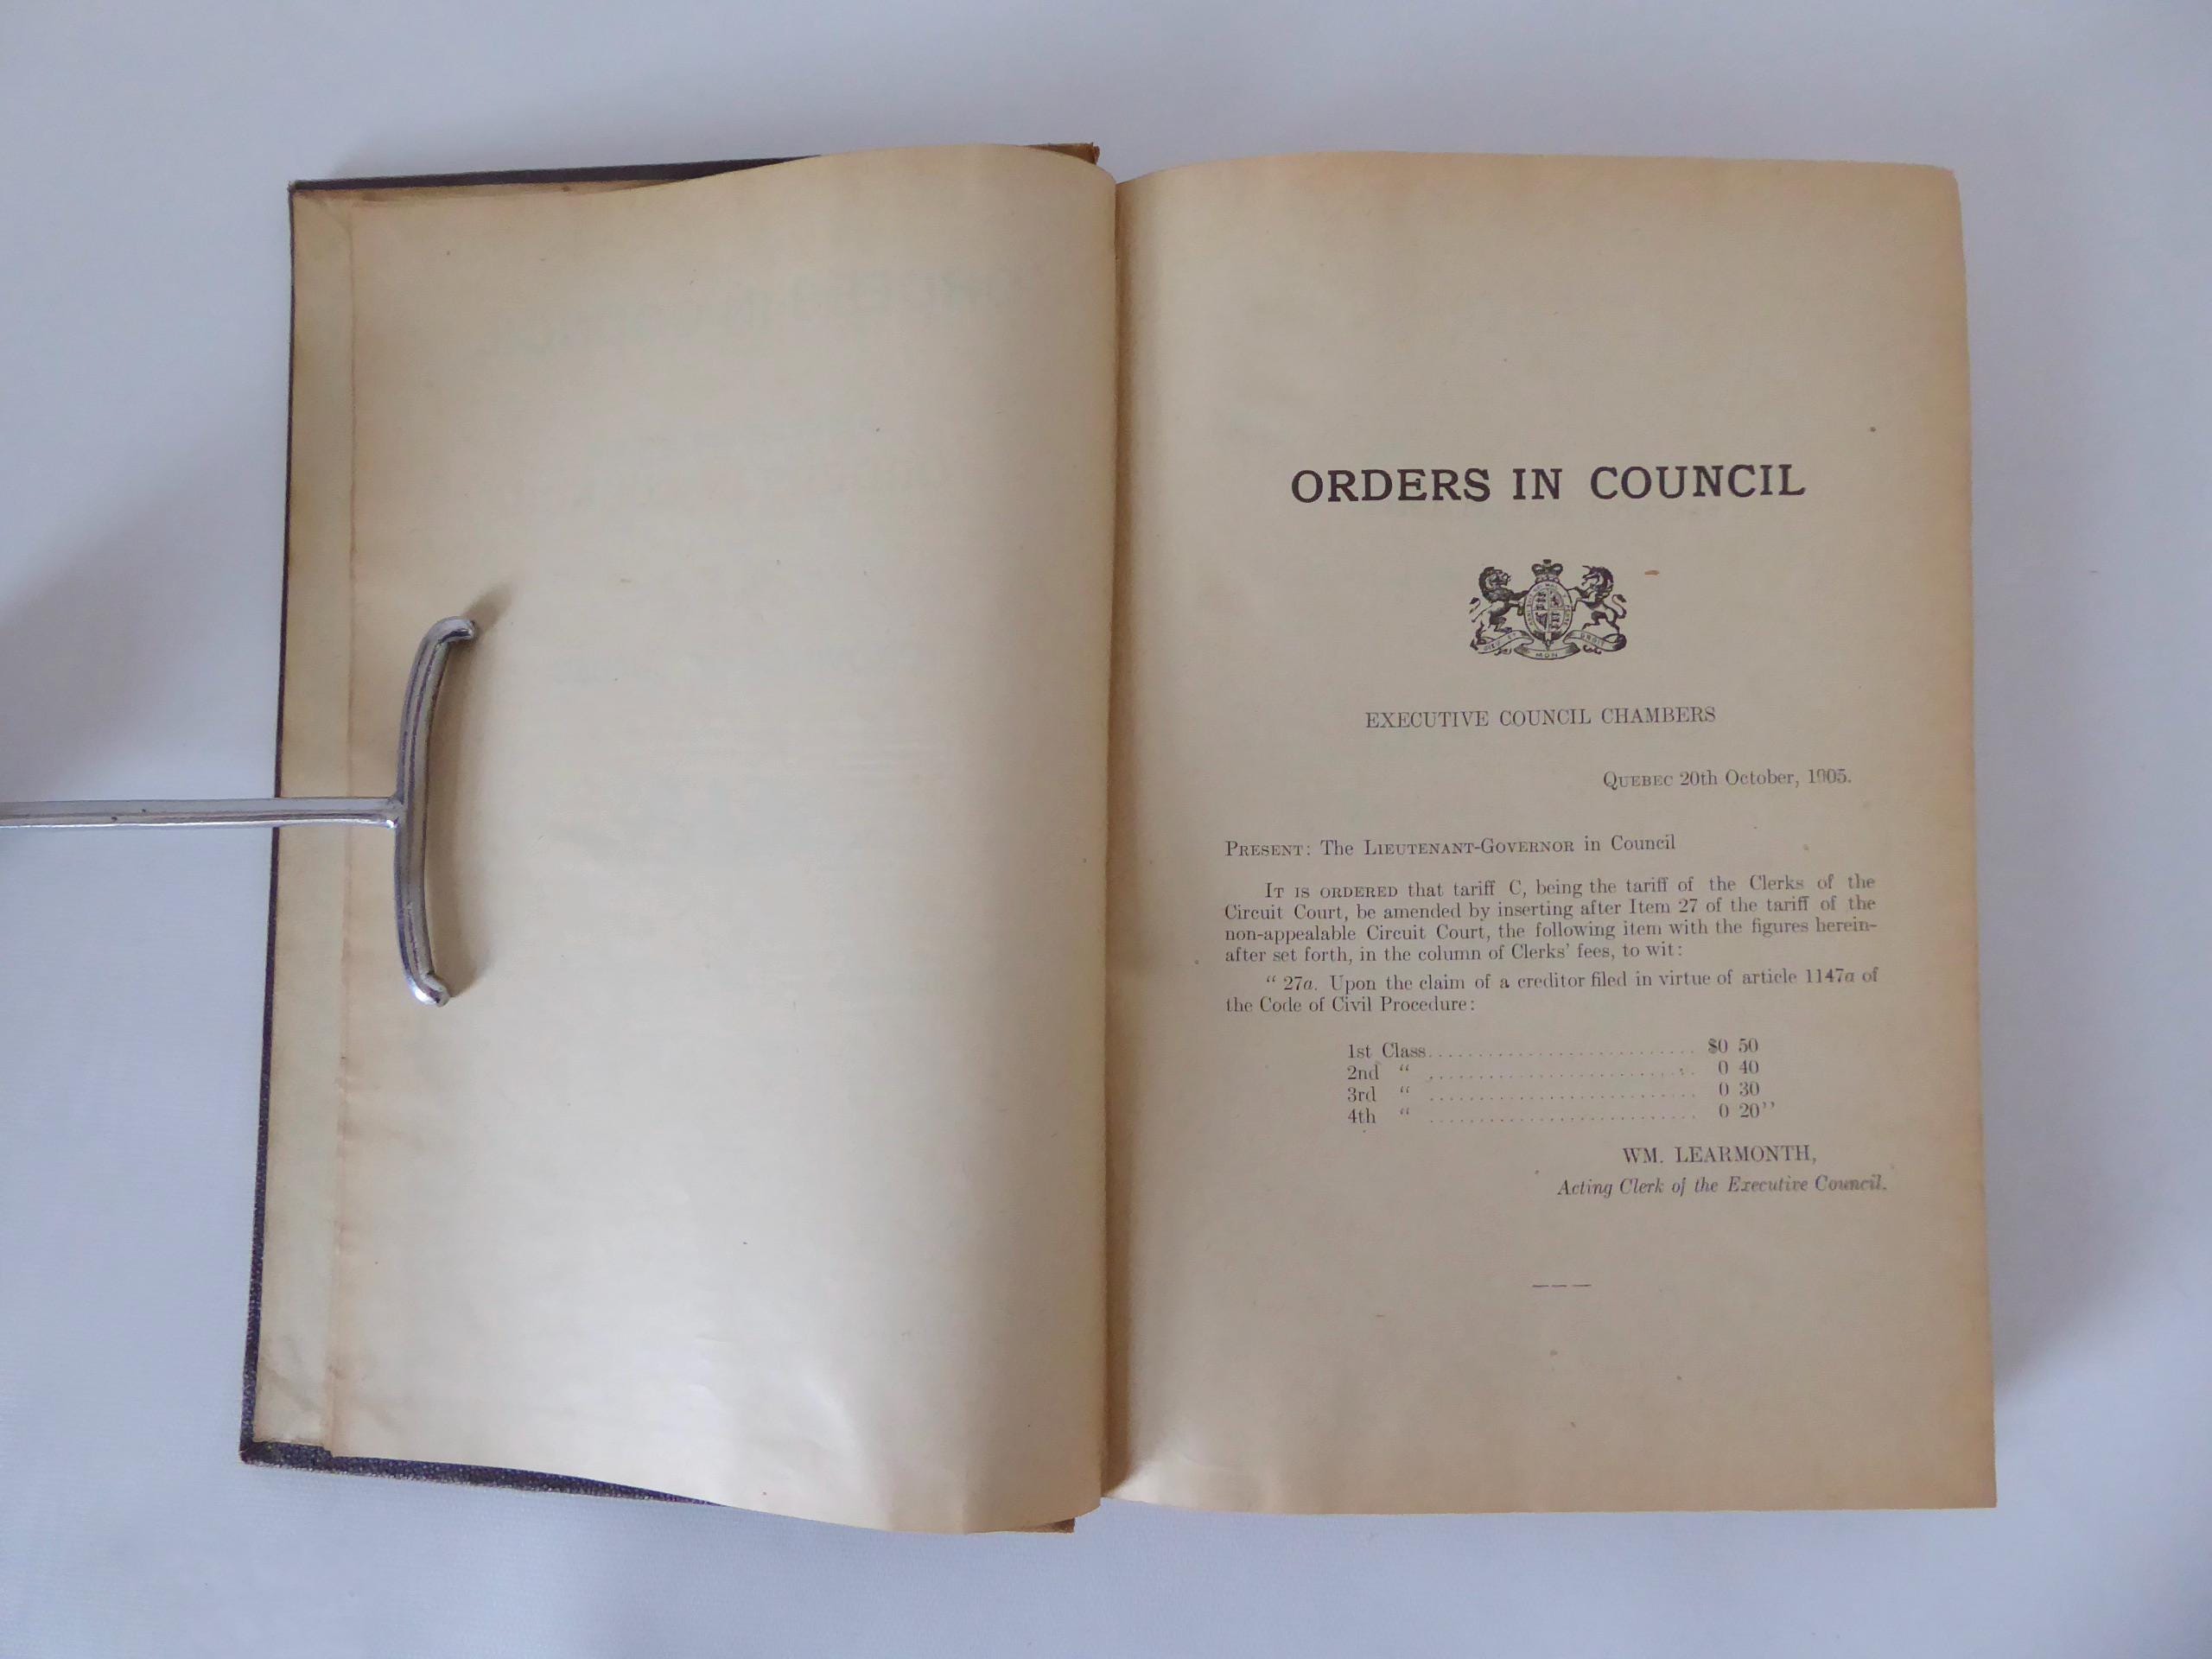 ORDERS IN COUNCIL
DIEU ET MON DROIT
EXECUTIVE COUNCIL CHAMBERS
QUEBEC 20th October, 1905.
PRESENT: The LIEUTENANT-GOVERNOR in Council
IT IS ORDERED that tariff C, being the tariff of the Clerks of the
Circuit Court, be amended by inserting after Item 27 of the tariff of the
non-appealable Circuit Court, the following item with the figures herein-
after set forth, in the column of Clerks' fees, to wit:
“ 27a. Upon the claim of a creditor filed in virtue of article 1147a of
the Code of Civil Procedure:
1st Class........................... $0 50
2nd “ ........................... 0 40
3rd “ ........................... 0 30
4th “ ........................... 0 20”
WM. LEARMONTH,
Acting Clerk of the Executive Council.